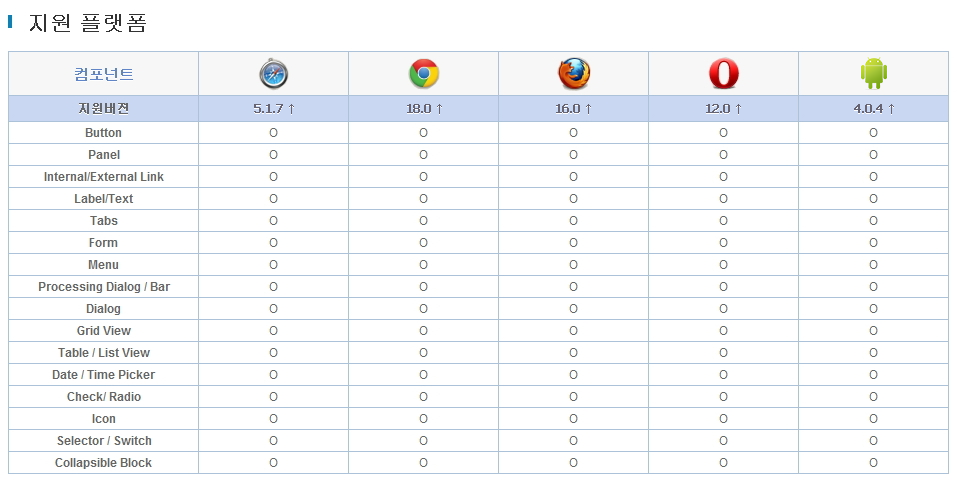 지원 플랫폼
컴포넌트
지원버전 5.1.7 ↑ 18.0 ↑ 16.0 ↑ 12.0 ↑ 4.0.4 ↑
Button O O O O O
Panel O O O O O
Internal/External Link O O O O O
Label/Text O O O O O
Tabs O O O O O
Form O O O O O
Menu O O O O O
Processing Dialog / Bar O O O O O
Dialog O O O O O
Grid View O O O O O
Table / List View O O O O O
Date / Time Picker O O O O O
Check/ Radio O O O O O
Icon O O O O O
Selector / Switch O O O O O
Collapsible Block O O O O O